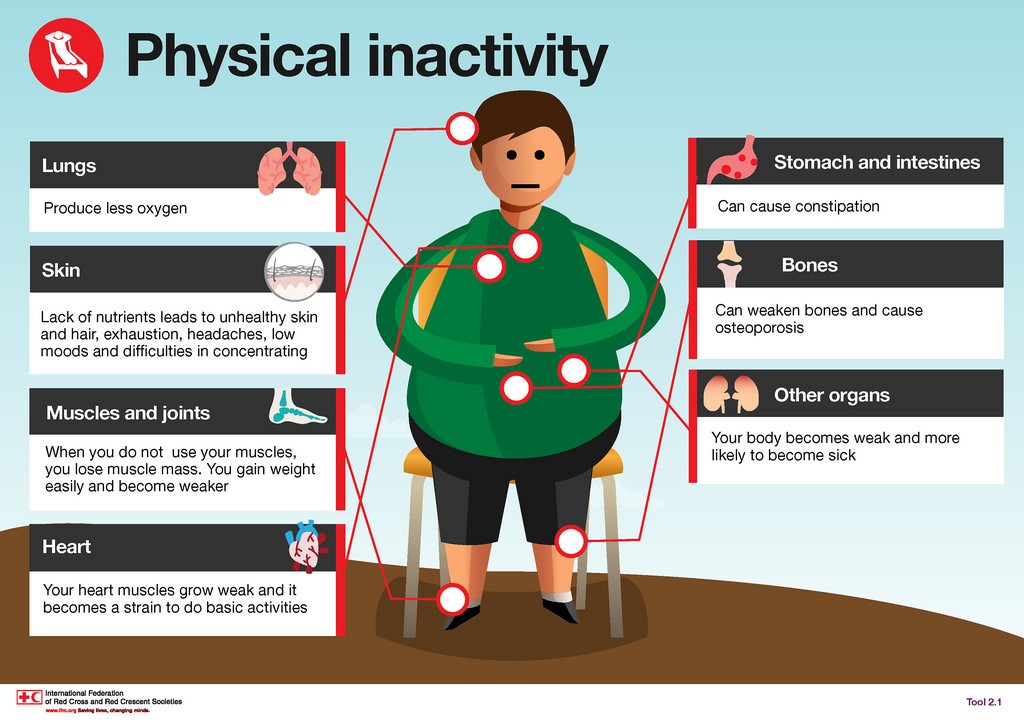 Physical inactivity
Lungs
Produce less oxygen
Skin
Lack of nutrients leads to unhealthy skin
and hair, exhaustion, headaches, low
moods and difficulties in concentrating
Muscles and joints
When you do not  use your muscles,
you lose muscle mass. You gain weight
easily and become weaker
Heart
Your heart muscles grow weak and it
becomes a strain to do basic activities
Stomach and intestines
Can cause constipation
Bones
Can weaken bones and cause
osteoporosis
Other organs
Your body becomes weak and more
likely to become sick
International Federation
of Red Cross and Red Crescent Societies
www.ifrc.org Saving lives, changing minds.
Tool 2.1